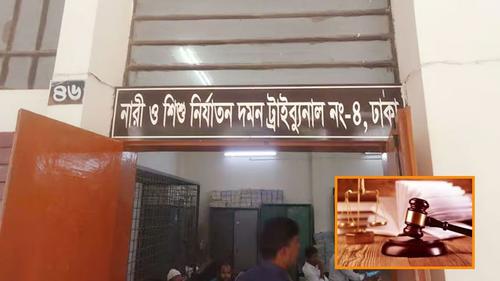 ৪৬
নারী ও শিশু নির্যাতন দমন ট্রাইব্যুনাল নং-৪, ঢাকা